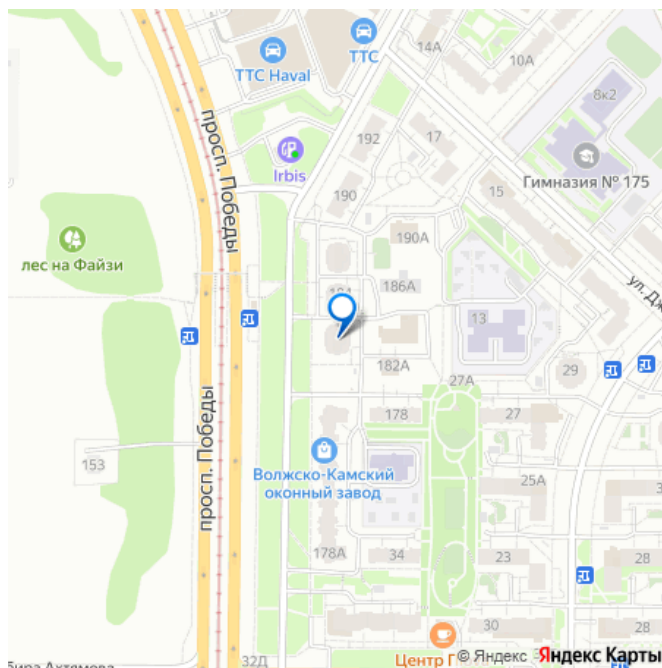 14А
10А
ТТС
ТТС Haval
8к2
192
17
просп. Победы
Irbis
Гимназия № 175
190
15
190А
лес на Файзи
186А
13
182А
29
27А
178
27
просп. Победы
153
Волжско-Камский
оконный завод
25А
178А
34
23
28
30
28
32Д
Центр Г
© Яндекс Яндекс Карты